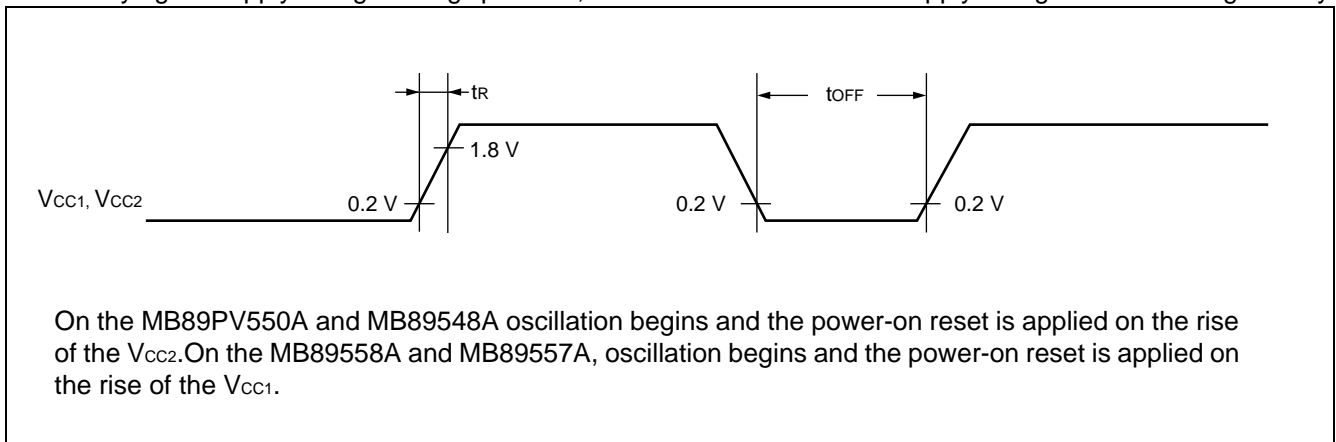 tR
tOFF
1.8 V
VCC1, VCC2
0.2 V
0.2 V
0.2 V
On the MB89PV550A and MB89548A oscillation begins and the power-on reset is applied on the rise
of the VCC2.On the MB89558A and MB89557A, oscillation begins and the power-on reset is applied on
the rise of the VCC1.